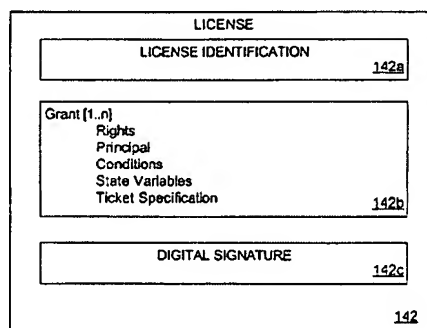 LICENSE
LICENSE IDENTIFICATION
142a
Grant [1..n]
Rights
Principal
Conditions
State Variables
Ticket Specification
142b
DIGITAL SIGNATURE
142c
142